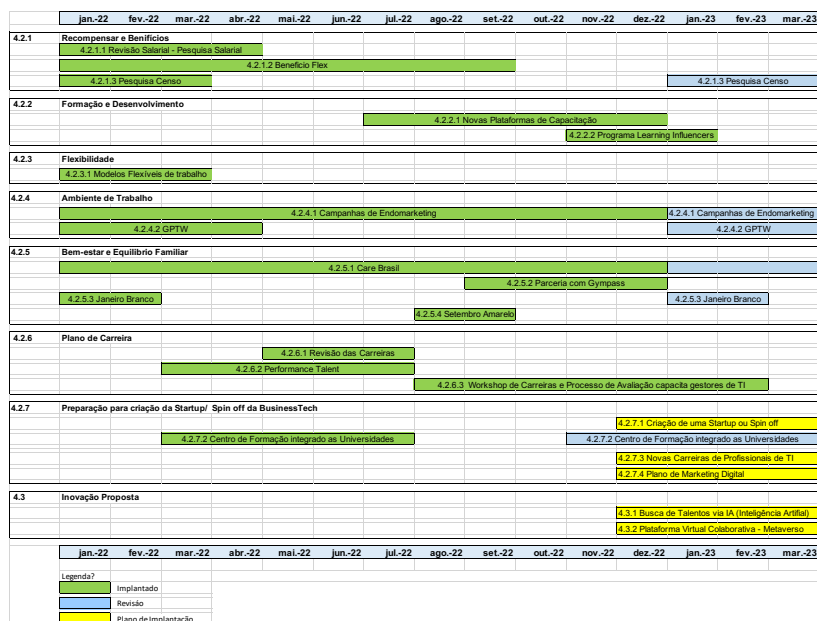 jan.-22 fev.-22 mar.-22 abr.-22 mai.-22 jun.-22 jul.-22 ago.-22 set.-22 out.-22 nov.-22 dez.-22 jan.-23 fev.-23 mar.-23
4.2.1 Recompensar e Benifícios
4.2.1.1 Revisão Salarial - Pesquisa Salarial
4.2.1.2 Beneficio Flex
4.2.1.3 Pesquisa Censo 4.2.1.3 Pesquisa Censo
4.2.2 Formação e Desenvolvimento
4.2.2.1 Novas Plataformas de Capacitação
4.2.2.2 Programa Learning Influencers
4.2.3 Flexibilidade
4.2.3.1 Modelos Flexíveis de trabalho
4.2.4 Ambiente de Trabalho
4.2.4.1 Campanhas de Endomarketing 4.2.4.1 Campanhas de Endomarketing
4.2.4.2 GPTW 4.2.4.2 GPTW
4.2.5 Bem-estar e Equilibrio Familiar
4.2.5.1 Care Brasil
4.2.5.2 Parceria com Gympass
4.2.5.3 Janeiro Branco 4.2.5.3 Janeiro Branco
4.2.5.4 Setembro Amarelo
4.2.6 Plano de Carreira
4.2.6.1 Revisão das Carreiras
4.2.6.2 Performance Talent
4.2.6.3 Workshop de Carreiras e Processo de Avaliação capacita gestores de TI
4.2.7 Preparação para criação da Startup/ Spin off da BusinessTech
4.2.7.1 Criação de uma Startup ou Spin off
4.2.7.2 Centro de Formação integrado as Universidades 4.2.7.2 Centro de Formação integrado as Universidades
4.2.7.3 Novas Carreiras de Profissionais de TI
4.2.7.4 Plano de Marketing Digital
4.3 Inovação Proposta
4.3.1 Busca de Talentos via IA (Inteligência Artifial)
4.3.2 Plataforma Virtual Colaborativa - Metaverso
jan.-22 fev.-22 mar.-22 abr.-22 mai.-22 jun.-22 jul.-22 ago.-22 set.-22 out.-22 nov.-22 dez.-22 jan.-23 fev.-23 mar.-23
Legenda?
Implantado
Revisão
Plano de Implantação